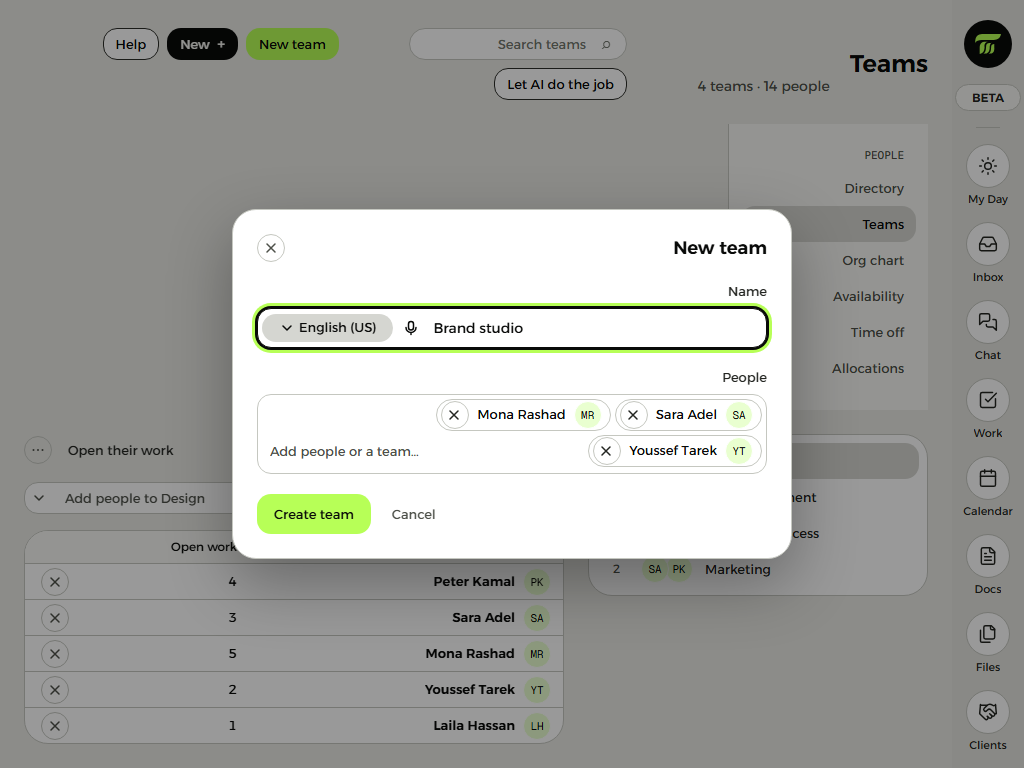 Help
New +
New team
Search teams
Let AI do the job
Teams
4 teams · 14 people
BETA
PEOPLE
Directory
Teams
Org chart
Availability
Time off
Allocations
My Day
Inbox
Chat
Work
Calendar
Docs
Files
Clients
New team
Name
English (US)
Brand studio
People
Sara Adel SA
Mona Rashad MR
Youssef Tarek YT
Add people or a team...
Create team
Cancel
... Open their work
Add people to Design
Open work
4 Peter Kamal PK
3 Sara Adel SA
5 Mona Rashad MR
2 Youssef Tarek YT
1 Laila Hassan LH
2 SA PK Marketing